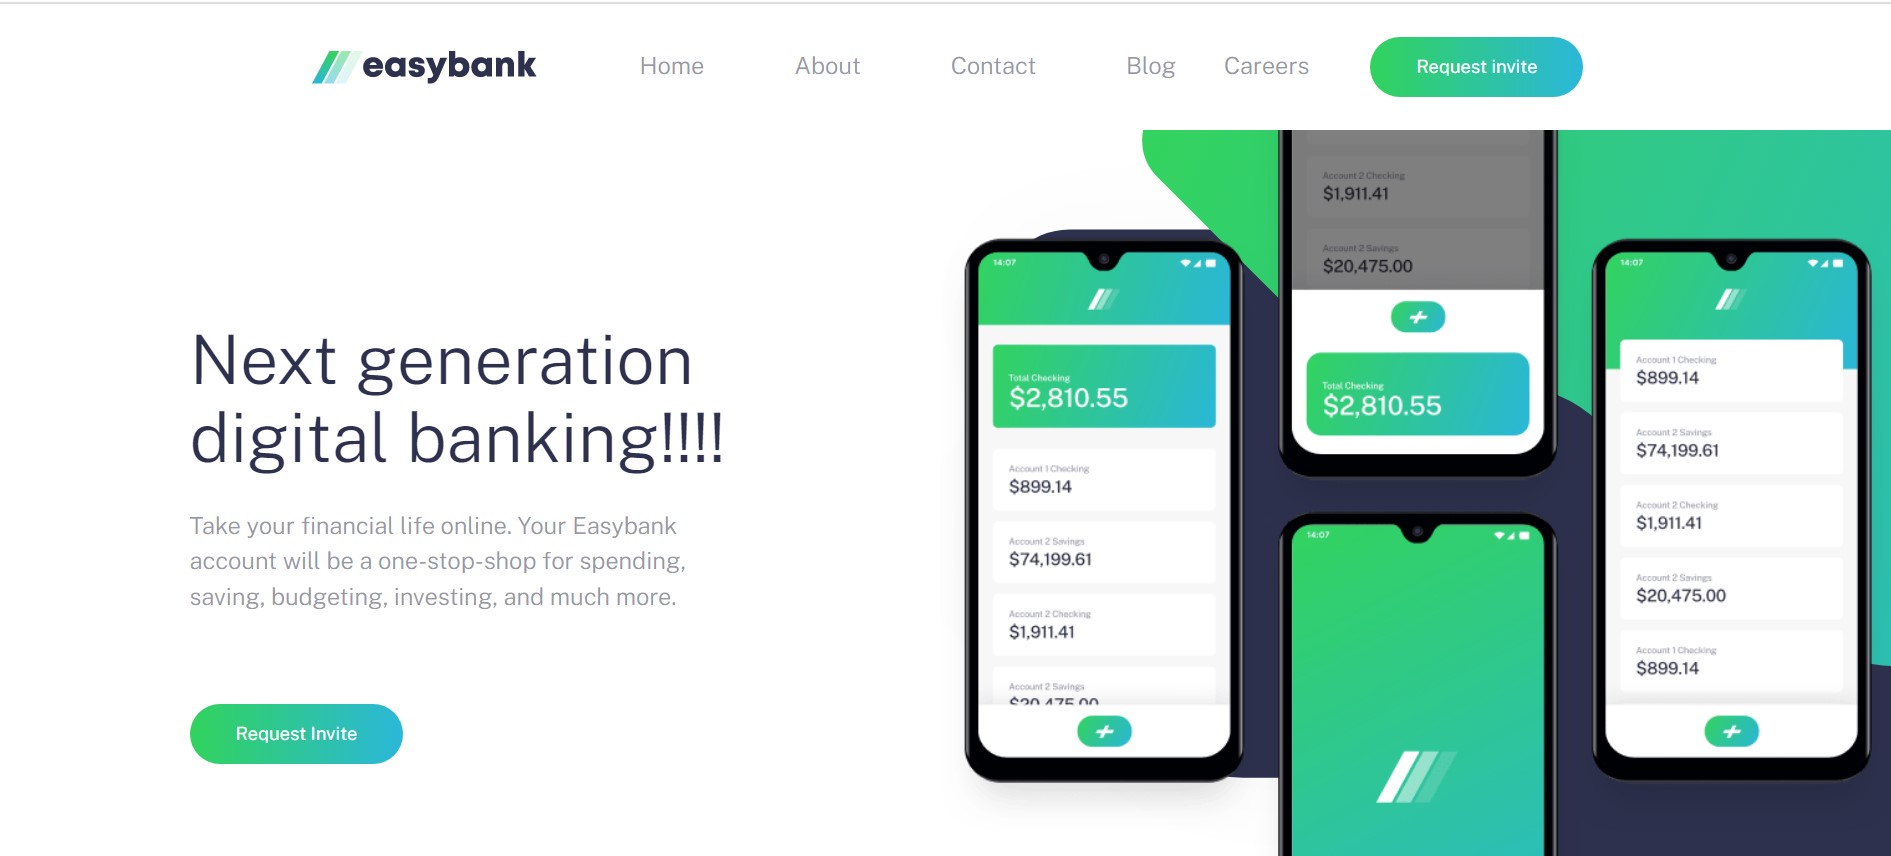 easybank
Home
About
Contact
Blog
Careers
Request invite
Next generation
digital banking!!!!
Take your financial life online. Your Easybank
account will be a one-stop-shop for spending,
saving, budgeting, investing, and much more.
Request Invite
14:07
Total Checking
$2,810.55
Account 1 Checking
$899.14
Account 2 Savings
$74,199.61
Account 2 Checking
$1,911.41
Account 2 Savings
$20,475.00
Account 2 Checking
$1,911.41
Account 2 Savings
$20,475.00
Total Checking
$2,810.55
14:07
14:07
Account 1 Checking
$899.14
Account 2 Savings
$74,199.61
Account 2 Checking
$1,911.41
Account 2 Savings
$20,475.00
Account 1 Checking
$899.14